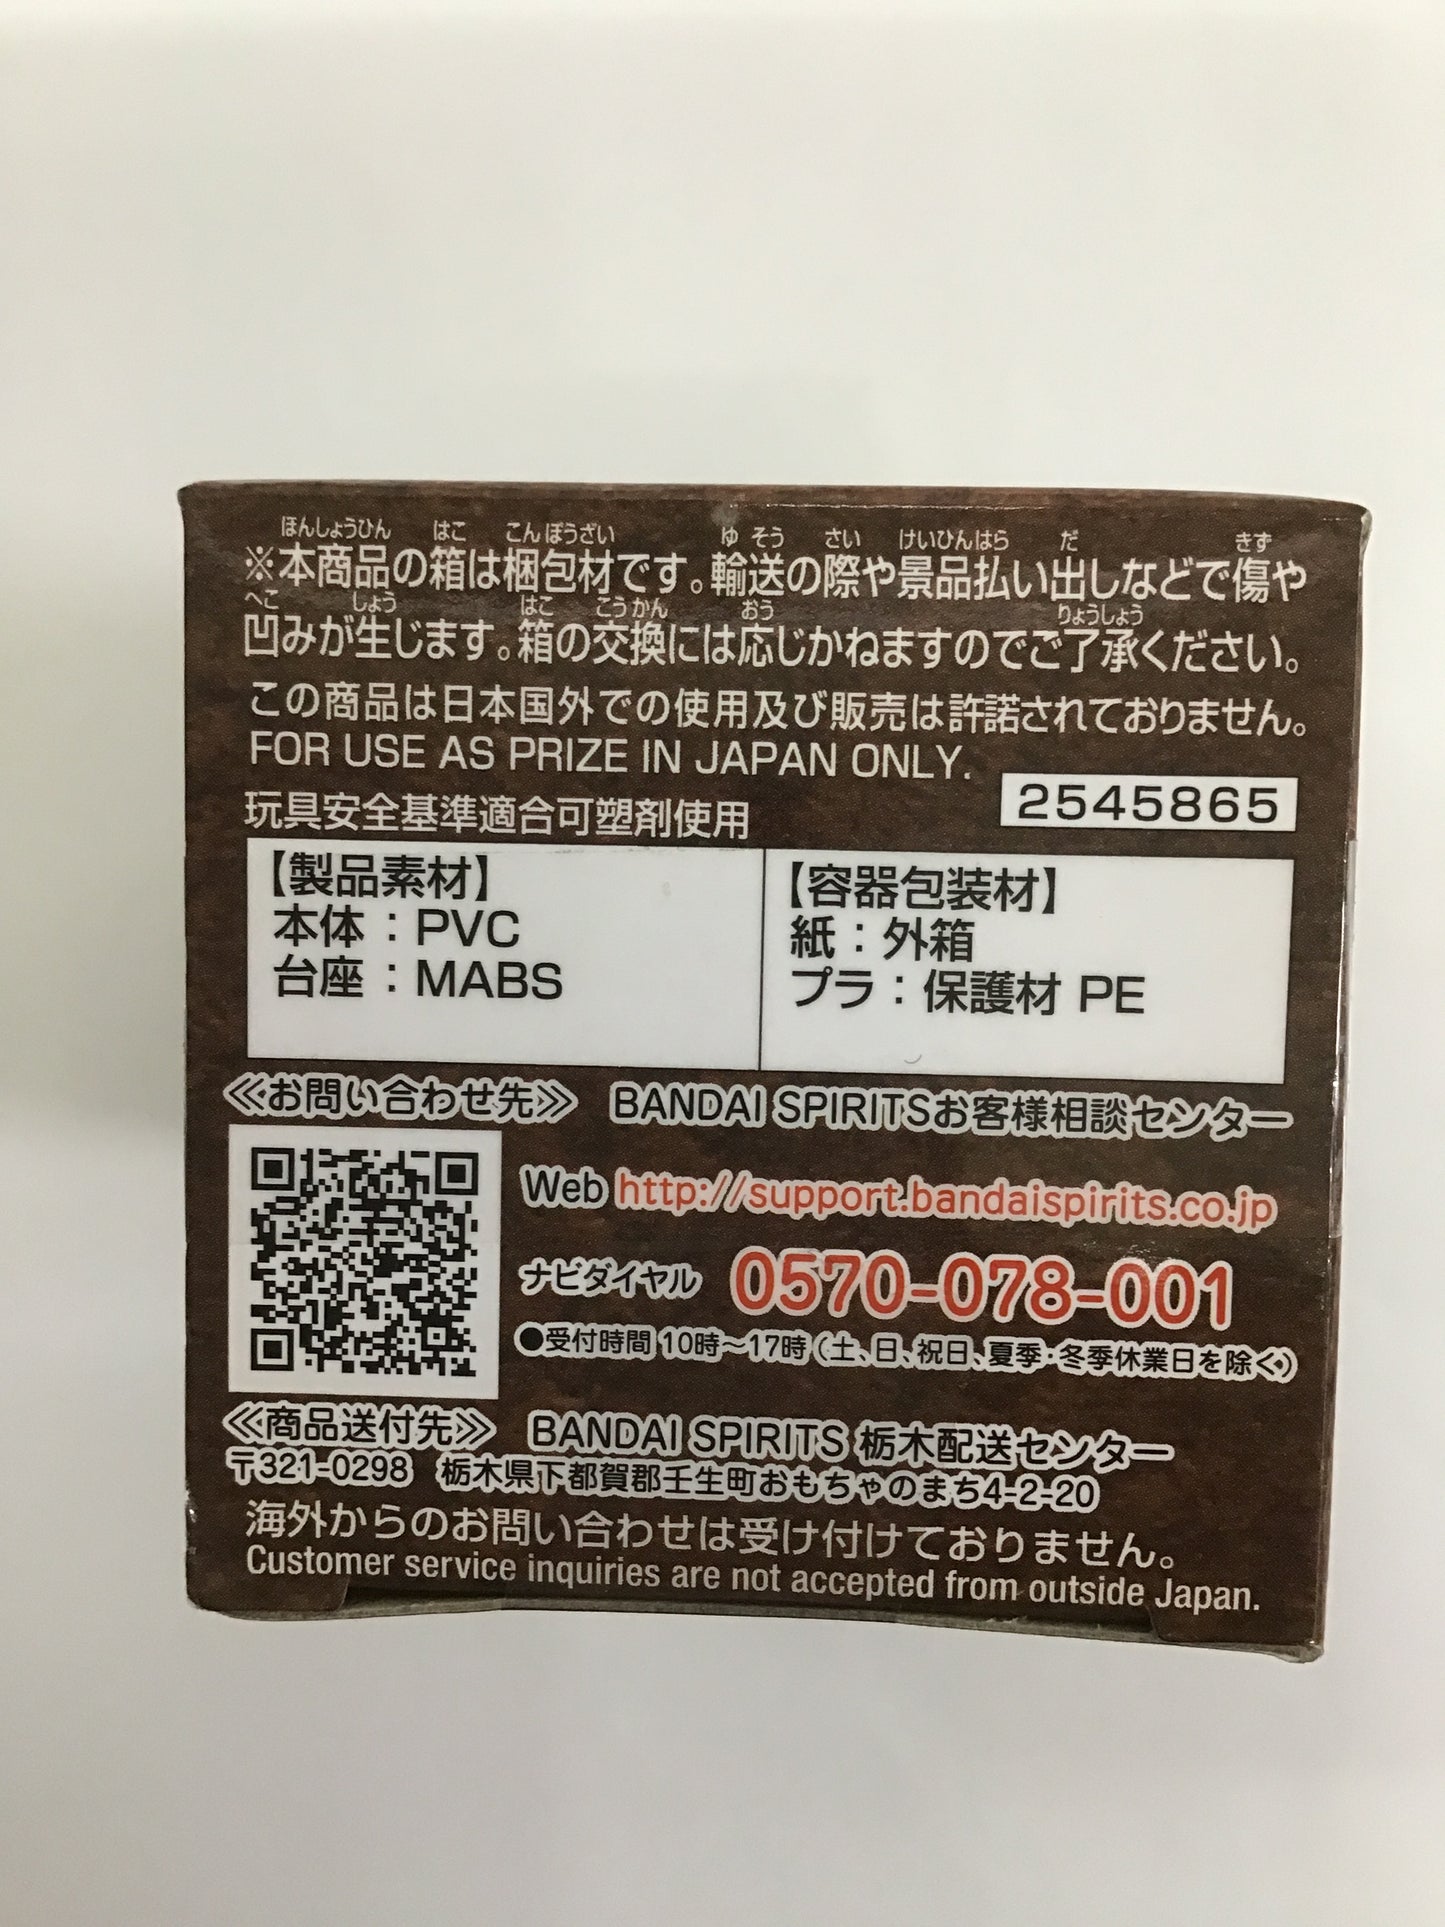 ほんしょうひん はこ こんぽうざい ゆ そう さい けいひんはら だ きず
※本商品の箱は梱包材です。輸送の際や景品払い出しなどで傷や
へこ しょう はこ こうかん おう りょうしょう
凹みが生じます。箱の交換には応じかねますのでご了承ください。
この商品は日本国外での使用及び販売は許諾されておりません。
FOR USE AS PRIZE IN JAPAN ONLY.
2545865
玩具安全基準適合可塑剤使用
【製品素材】
本体：PVC
台座：MABS
【容器包装材】
紙：外箱
プラ：保護材 PE
≪お問い合わせ先≫ BANDAI SPIRITSお客様相談センター
Web http://support.bandaispirits.co.jp
ナビダイヤル 0570-078-001
●受付時間 10時～17時（土、日、祝日、夏季・冬季休業日を除く）
≪商品送付先≫ BANDAI SPIRITS 栃木配送センター
〒321-0298 栃木県下都賀郡壬生町おもちゃのまち4-2-20
海外からのお問い合わせは受け付けておりません。
Customer service inquiries are not accepted from outside Japan.